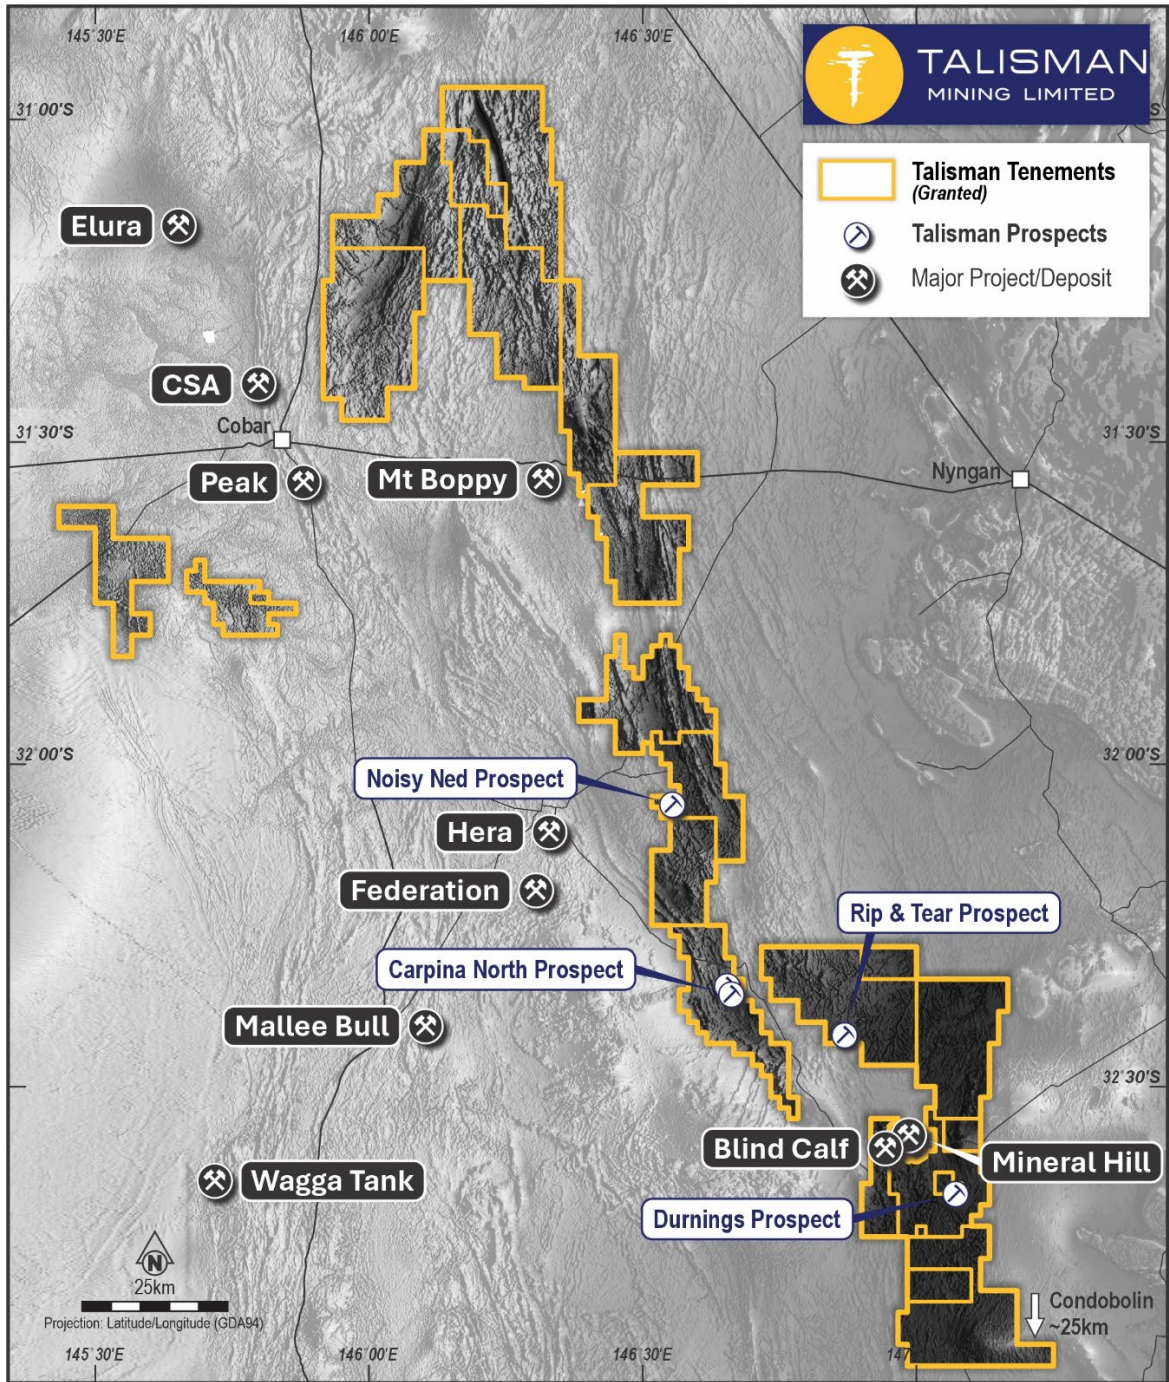 145°30'E
146°00'E
146°30'E
TALISMAN
MINING LIMITED
31°00'S
Talisman Tenements
(Granted)
Talisman Prospects
Major Project/Deposit
Elura
CSA
Cobar
31°30'S
31°30'S
Peak
Mt Boppy
Nyngan
32°00'S
32°00'S
Noisy Ned Prospect
Hera
Federation
Rip & Tear Prospect
Carpina North Prospect
Mallee Bull
32°30'S
Blind Calf
Mineral Hill
Wagga Tank
Durnings Prospect
N
25km
Projection: Latitude/Longitude (GDA94)
Condobolin
~25km
145°30'E
146°00'E
146°30'E